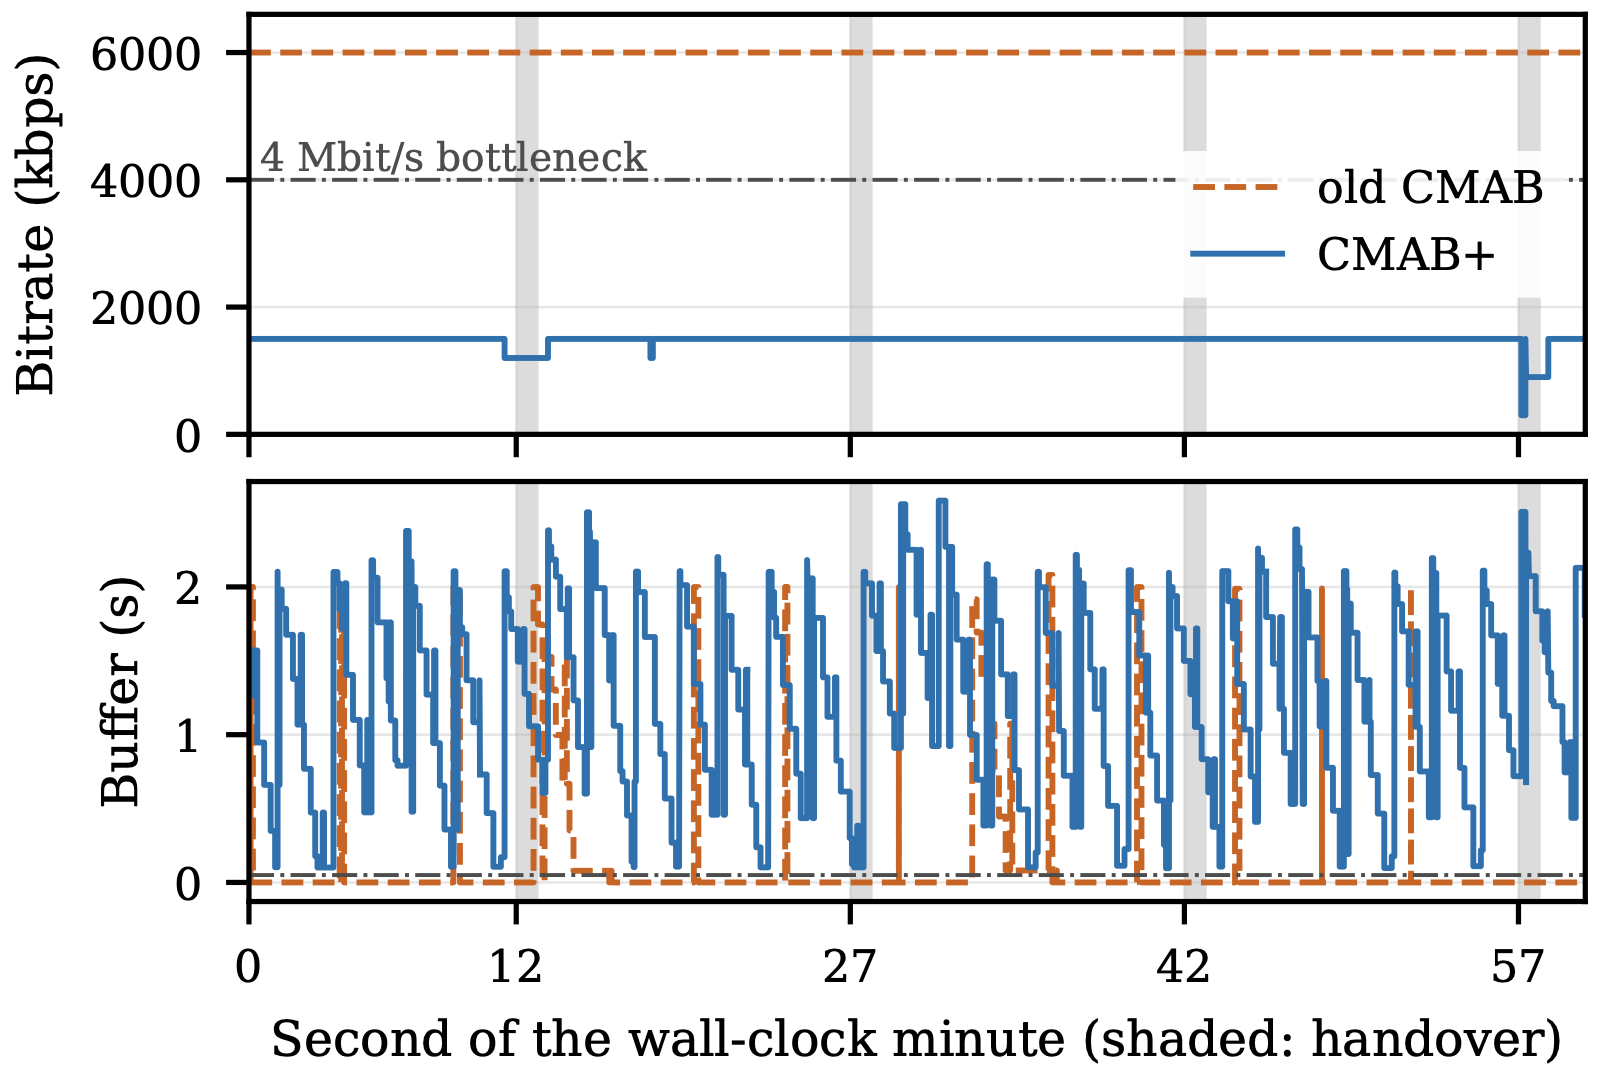 Bitrate (kbps)
6000
4000
2000
0
4 Mbit/s bottleneck
old CMAB
CMAB+
Buffer (s)
2
1
0
0
12
27
42
57
Second of the wall-clock minute (shaded: handover)